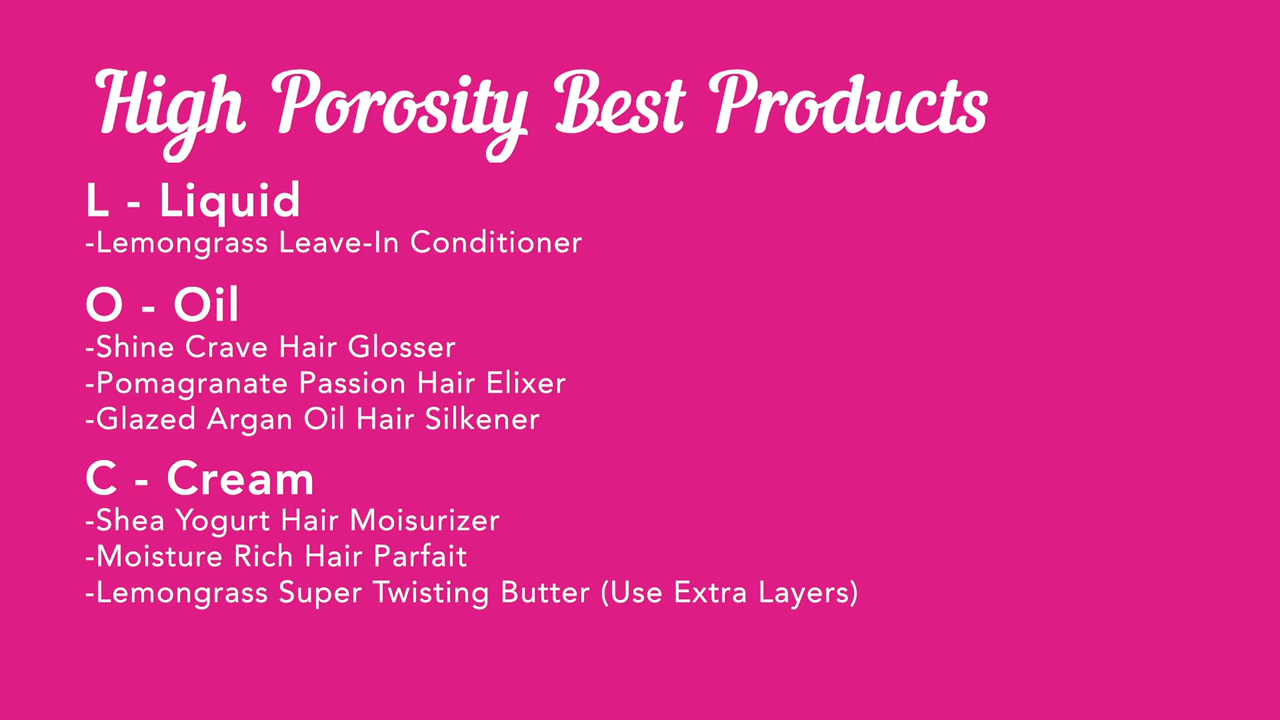 High Porosity Best Products
L - Liquid
-Lemongrass Leave-In Conditioner
O - Oil
-Shine Crave Hair Glosser
-Pomagranate Passion Hair Elixer
-Glazed Argan Oil Hair Silkener
C - Cream
-Shea Yogurt Hair Moisurizer
-Moisture Rich Hair Parfait
-Lemongrass Super Twisting Butter (Use Extra Layers)